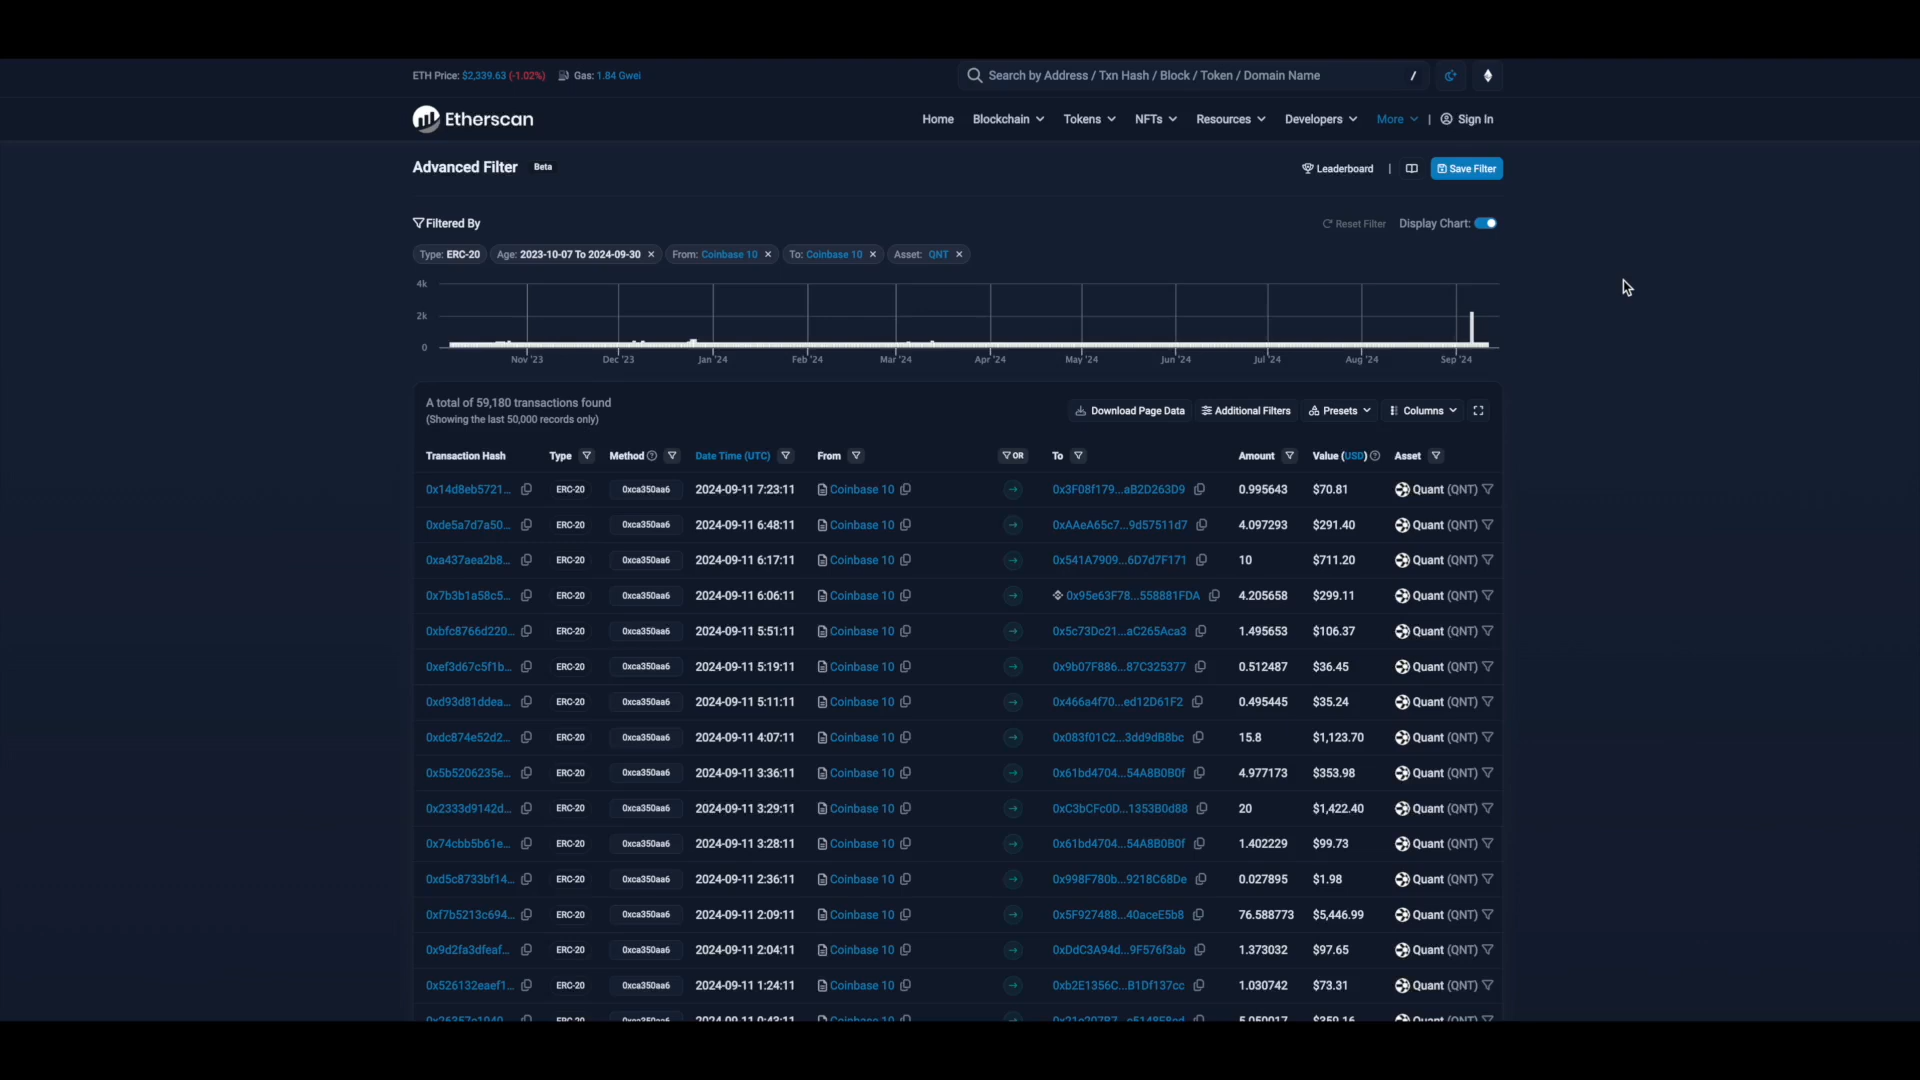 ETH Price: $2,339.63 (-1.02%) Gas: 1.84 Gwei
Search by Address / Txn Hash / Block / Token / Domain Name /
Etherscan Home Blockchain Tokens NFTs Resources Developers More | Sign In
Advanced Filter Beta Leaderboard | Save Filter
Filtered By Reset Filter Display Chart:
Type: ERC-20 Age: 2023-10-07 To 2024-09-30 × From: Coinbase 10 × To: Coinbase 10 × Asset: QNT ×
4k
2k
0
Nov '23 Dec '23 Jan '24 Feb '24 Mar '24 Apr '24 May '24 Jun '24 Jul '24 Aug '24 Sep '24
A total of 59,180 transactions found
(Showing the last 50,000 records only)
Download Page Data Additional Filters Presets Columns
Transaction Hash Type Method Date Time (UTC) From OR To Amount Value (USD) Asset
0x14d8eb5721... ERC-20 0xca350aa6 2024-09-11 7:23:11 Coinbase 10 0x3F08f179...aB2D263D9 0.995643 $70.81 Quant (QNT)
0xde5a7d7a50... ERC-20 0xca350aa6 2024-09-11 6:48:11 Coinbase 10 0xAAeA65c7...9d57511d7 4.097293 $291.40 Quant (QNT)
0xa437aea2b8... ERC-20 0xca350aa6 2024-09-11 6:17:11 Coinbase 10 0x541A7909...6D7d7F171 10 $711.20 Quant (QNT)
0x7b3b1a58c5... ERC-20 0xca350aa6 2024-09-11 6:06:11 Coinbase 10 0x95e63F78...558881FDA 4.205658 $299.11 Quant (QNT)
0xbfc8766d220... ERC-20 0xca350aa6 2024-09-11 5:51:11 Coinbase 10 0x5c73Dc21...aC265Aca3 1.495653 $106.37 Quant (QNT)
0xef3d67c5f1b... ERC-20 0xca350aa6 2024-09-11 5:19:11 Coinbase 10 0x9b07F886...87C325377 0.512487 $36.45 Quant (QNT)
0xd93d81ddea... ERC-20 0xca350aa6 2024-09-11 5:11:11 Coinbase 10 0x466a4f70...ed12D61F2 0.495445 $35.24 Quant (QNT)
0xdc874e52d2... ERC-20 0xca350aa6 2024-09-11 4:07:11 Coinbase 10 0x083f01C2...3dd9dB8bc 15.8 $1,123.70 Quant (QNT)
0x5b5206235e... ERC-20 0xca350aa6 2024-09-11 3:36:11 Coinbase 10 0x61bd4704...54A8B0B0f 4.977173 $353.98 Quant (QNT)
0x2333d9142d... ERC-20 0xca350aa6 2024-09-11 3:29:11 Coinbase 10 0xC3bCFc0D...1353B0d88 20 $1,422.40 Quant (QNT)
0x74cbb5b61e... ERC-20 0xca350aa6 2024-09-11 3:28:11 Coinbase 10 0x61bd4704...54A8B0B0f 1.402229 $99.73 Quant (QNT)
0xd5c8733bf14... ERC-20 0xca350aa6 2024-09-11 2:36:11 Coinbase 10 0x998F780b...9218C68De 0.027895 $1.98 Quant (QNT)
0xf7b5213c694... ERC-20 0xca350aa6 2024-09-11 2:09:11 Coinbase 10 0x5F927488...40aceE5b8 76.588773 $5,446.99 Quant (QNT)
0x9d2fa3dfeaf... ERC-20 0xca350aa6 2024-09-11 2:04:11 Coinbase 10 0xDdC3A94d...9F576f3ab 1.373032 $97.65 Quant (QNT)
0x526132eaef1... ERC-20 0xca350aa6 2024-09-11 1:24:11 Coinbase 10 0xb2E1356C...B1Df137cc 1.030742 $73.31 Quant (QNT)
ERC-20 0xca350aa6 2024-09-11 0:43:11 Coinbase 10 Quant (QNT)